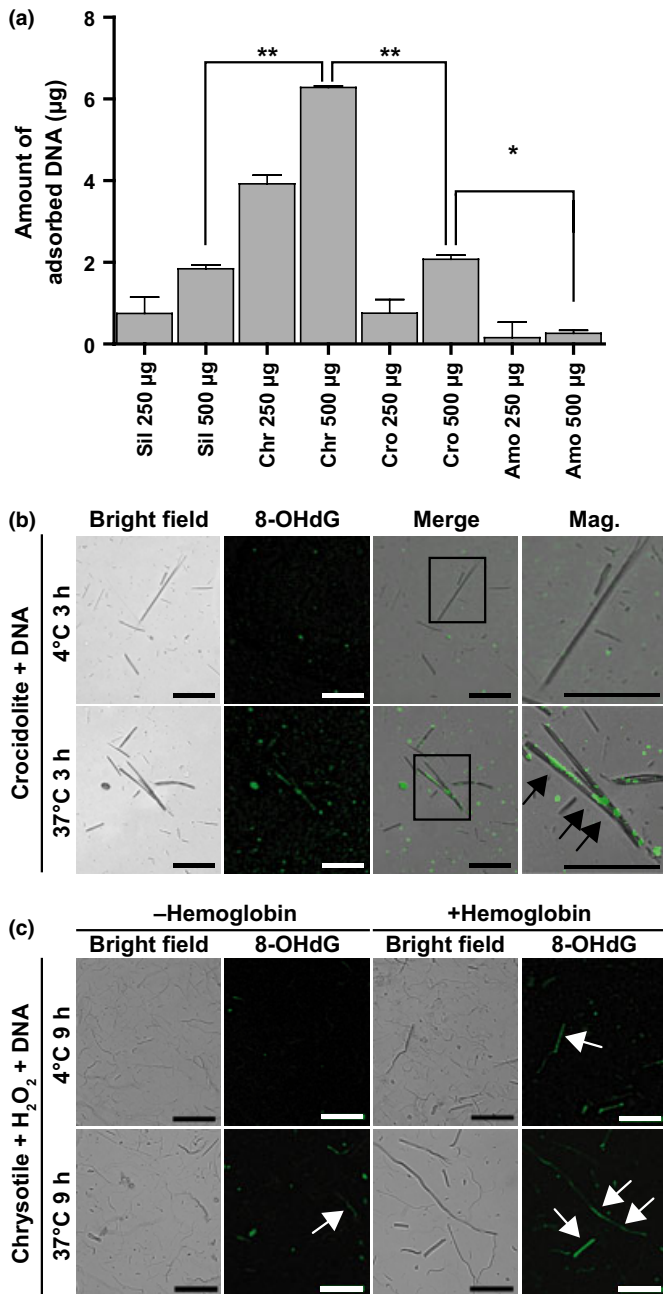 (a)
8
6
4
2
0
Amount of
adsorbed DNA (µg)
**
**
*
Sil 250 µg
Sil 500 µg
Chr 250 µg
Chr 500 µg
Cro 250 µg
Cro 500 µg
Amo 250 µg
Amo 500 µg
(b)
Bright field 8-OHdG Merge Mag.
Crocidolite + DNA
4°C 3 h
37°C 3 h
(c)
–Hemoglobin +Hemoglobin
Bright field 8-OHdG Bright field 8-OHdG
Chrysotile + H₂O₂ + DNA
4°C 9 h
37°C 9 h